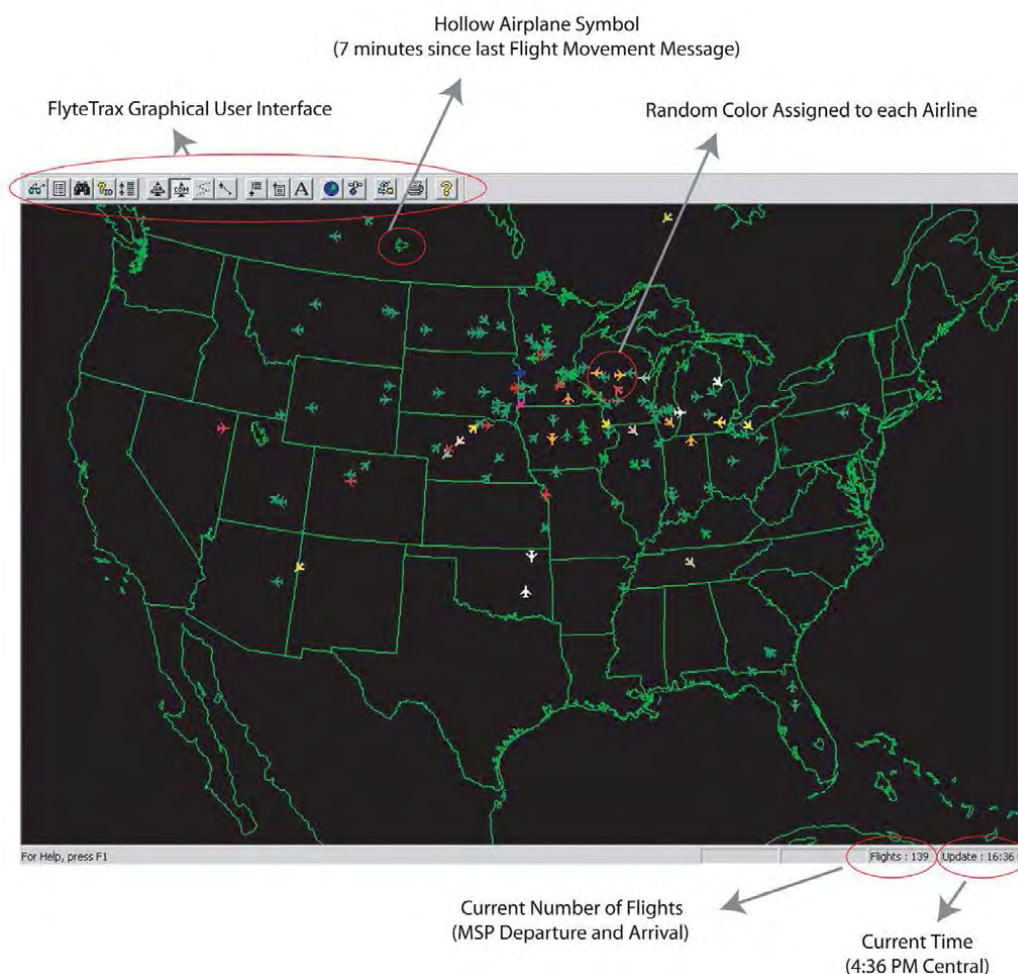 Hollow Airplane Symbol
(7 minutes since last Flight Movement Message)
FlyteTrax Graphical User Interface
Random Color Assigned to each Airline
?ID
COM
A
?
For Help, press F1
Flights : 139
Update : 16:36
Current Number of Flights
(MSP Departure and Arrival)
Current Time
(4:36 PM Central)